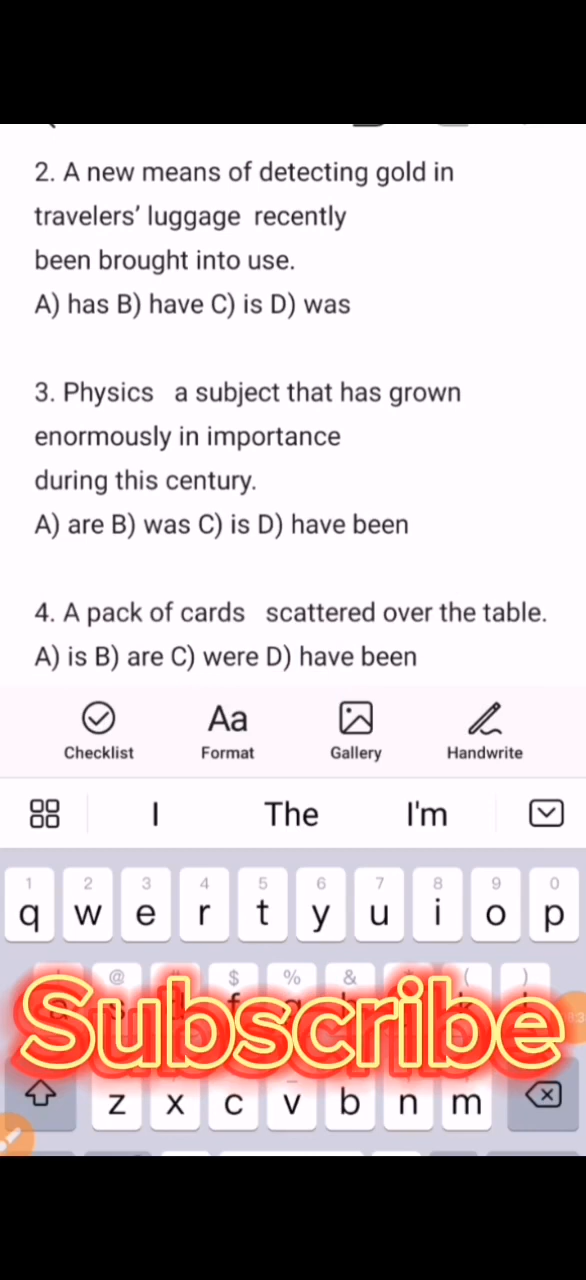 2. A new means of detecting gold in
travelers' luggage recently
been brought into use.
A) has B) have C) is D) was
3. Physics a subject that has grown
enormously in importance
during this century.
A) are B) was C) is D) have been
4. A pack of cards scattered over the table.
A) is B) are C) were D) have been
Checklist Format Gallery Handwrite
Aa
I The I'm
1 2 3 4 5 6 7 8 9 0
q w e r t y u i o p
@ $ % & ( )
Subscribe
z x c v b n m